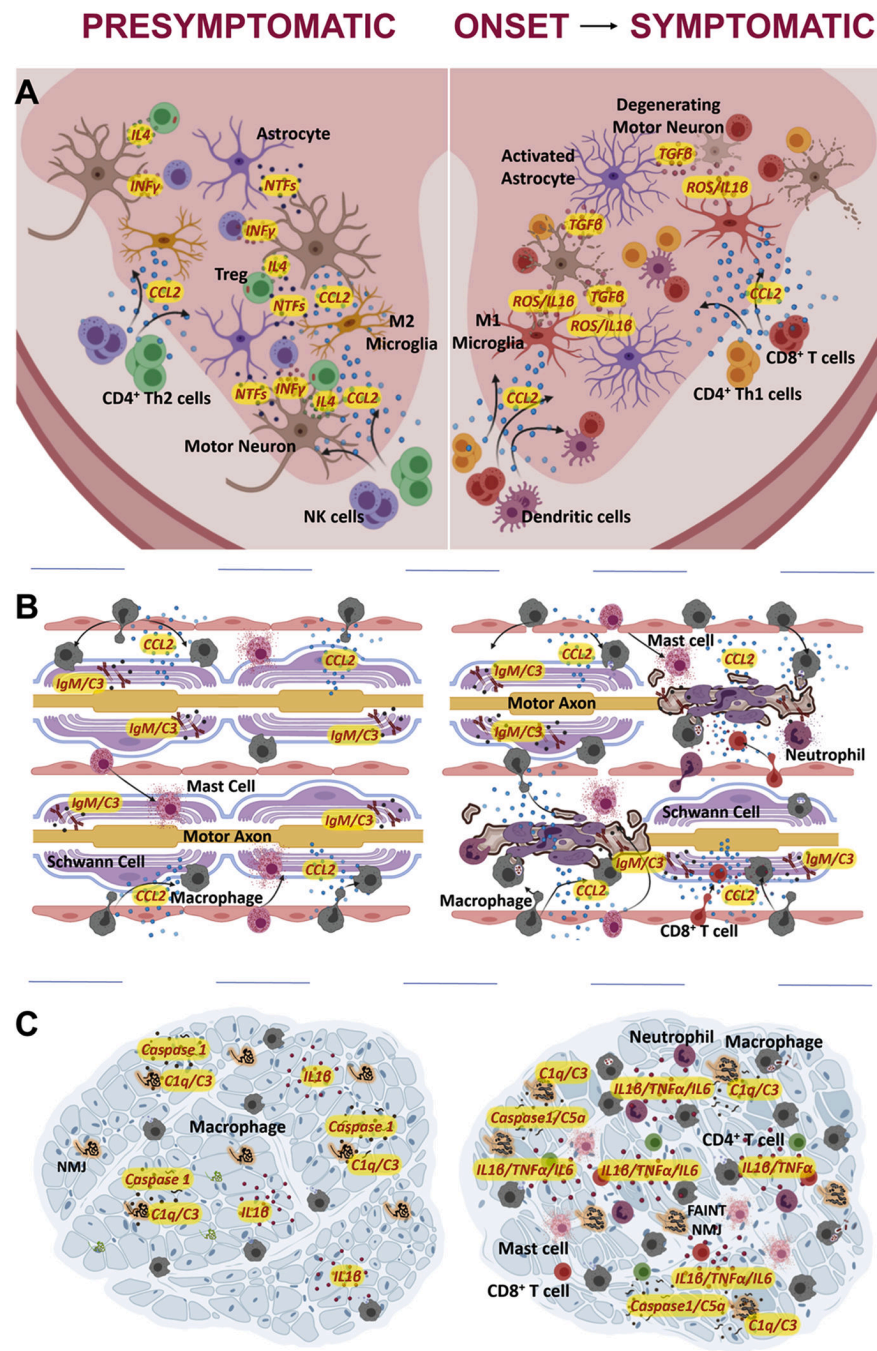 PRESYMPTOMATIC
ONSET → SYMPTOMATIC
A
IL4
Astrocyte
INFγ
NTFs
INFγ
IL4
Treg
CCL2
NTFs
CCL2
M2
Microglia
CD4+ Th2 cells
NTFs
INFγ
IL4
CCL2
Motor Neuron
NK cells
Degenerating
Motor Neuron
Activated
Astrocyte
TGFβ
ROS/IL1β
TGFβ
ROS/IL1β
TGFβ
CCL2
M1
Microglia
ROS/IL1β
CD8+ T cells
CCL2
CD4+ Th1 cells
Dendritic cells
B
CCL2
CCL2
IgM/C3
IgM/C3
IgM/C3
Mast Cell
IgM/C3
IgM/C3
Motor Axon
Schwann Cell
CCL2
CCL2
Macrophage
Mast cell
CCL2
CCL2
IgM/C3
Motor Axon
IgM/C3
Neutrophil
Schwann Cell
IgM/C3
IgM/C3
CCL2
CCL2
Macrophage
CD8+ T cell
C
Caspase 1
C1q/C3
IL1β
Macrophage
Caspase 1
NMJ
C1q/C3
Caspase 1
C1q/C3
IL1β
IL1β
Neutrophil
Macrophage
C1q/C3
IL1β/TNFα/IL6
C1q/C3
Caspase1/C5a
CD4+ T cell
IL1β/TNFα/IL6
IL1β/TNFα/IL6
IL1β/TNFα
FAINT
NMJ
Mast cell
CD8+ T cell
IL1β/TNFα/IL6
Caspase1/C5a
C1q/C3